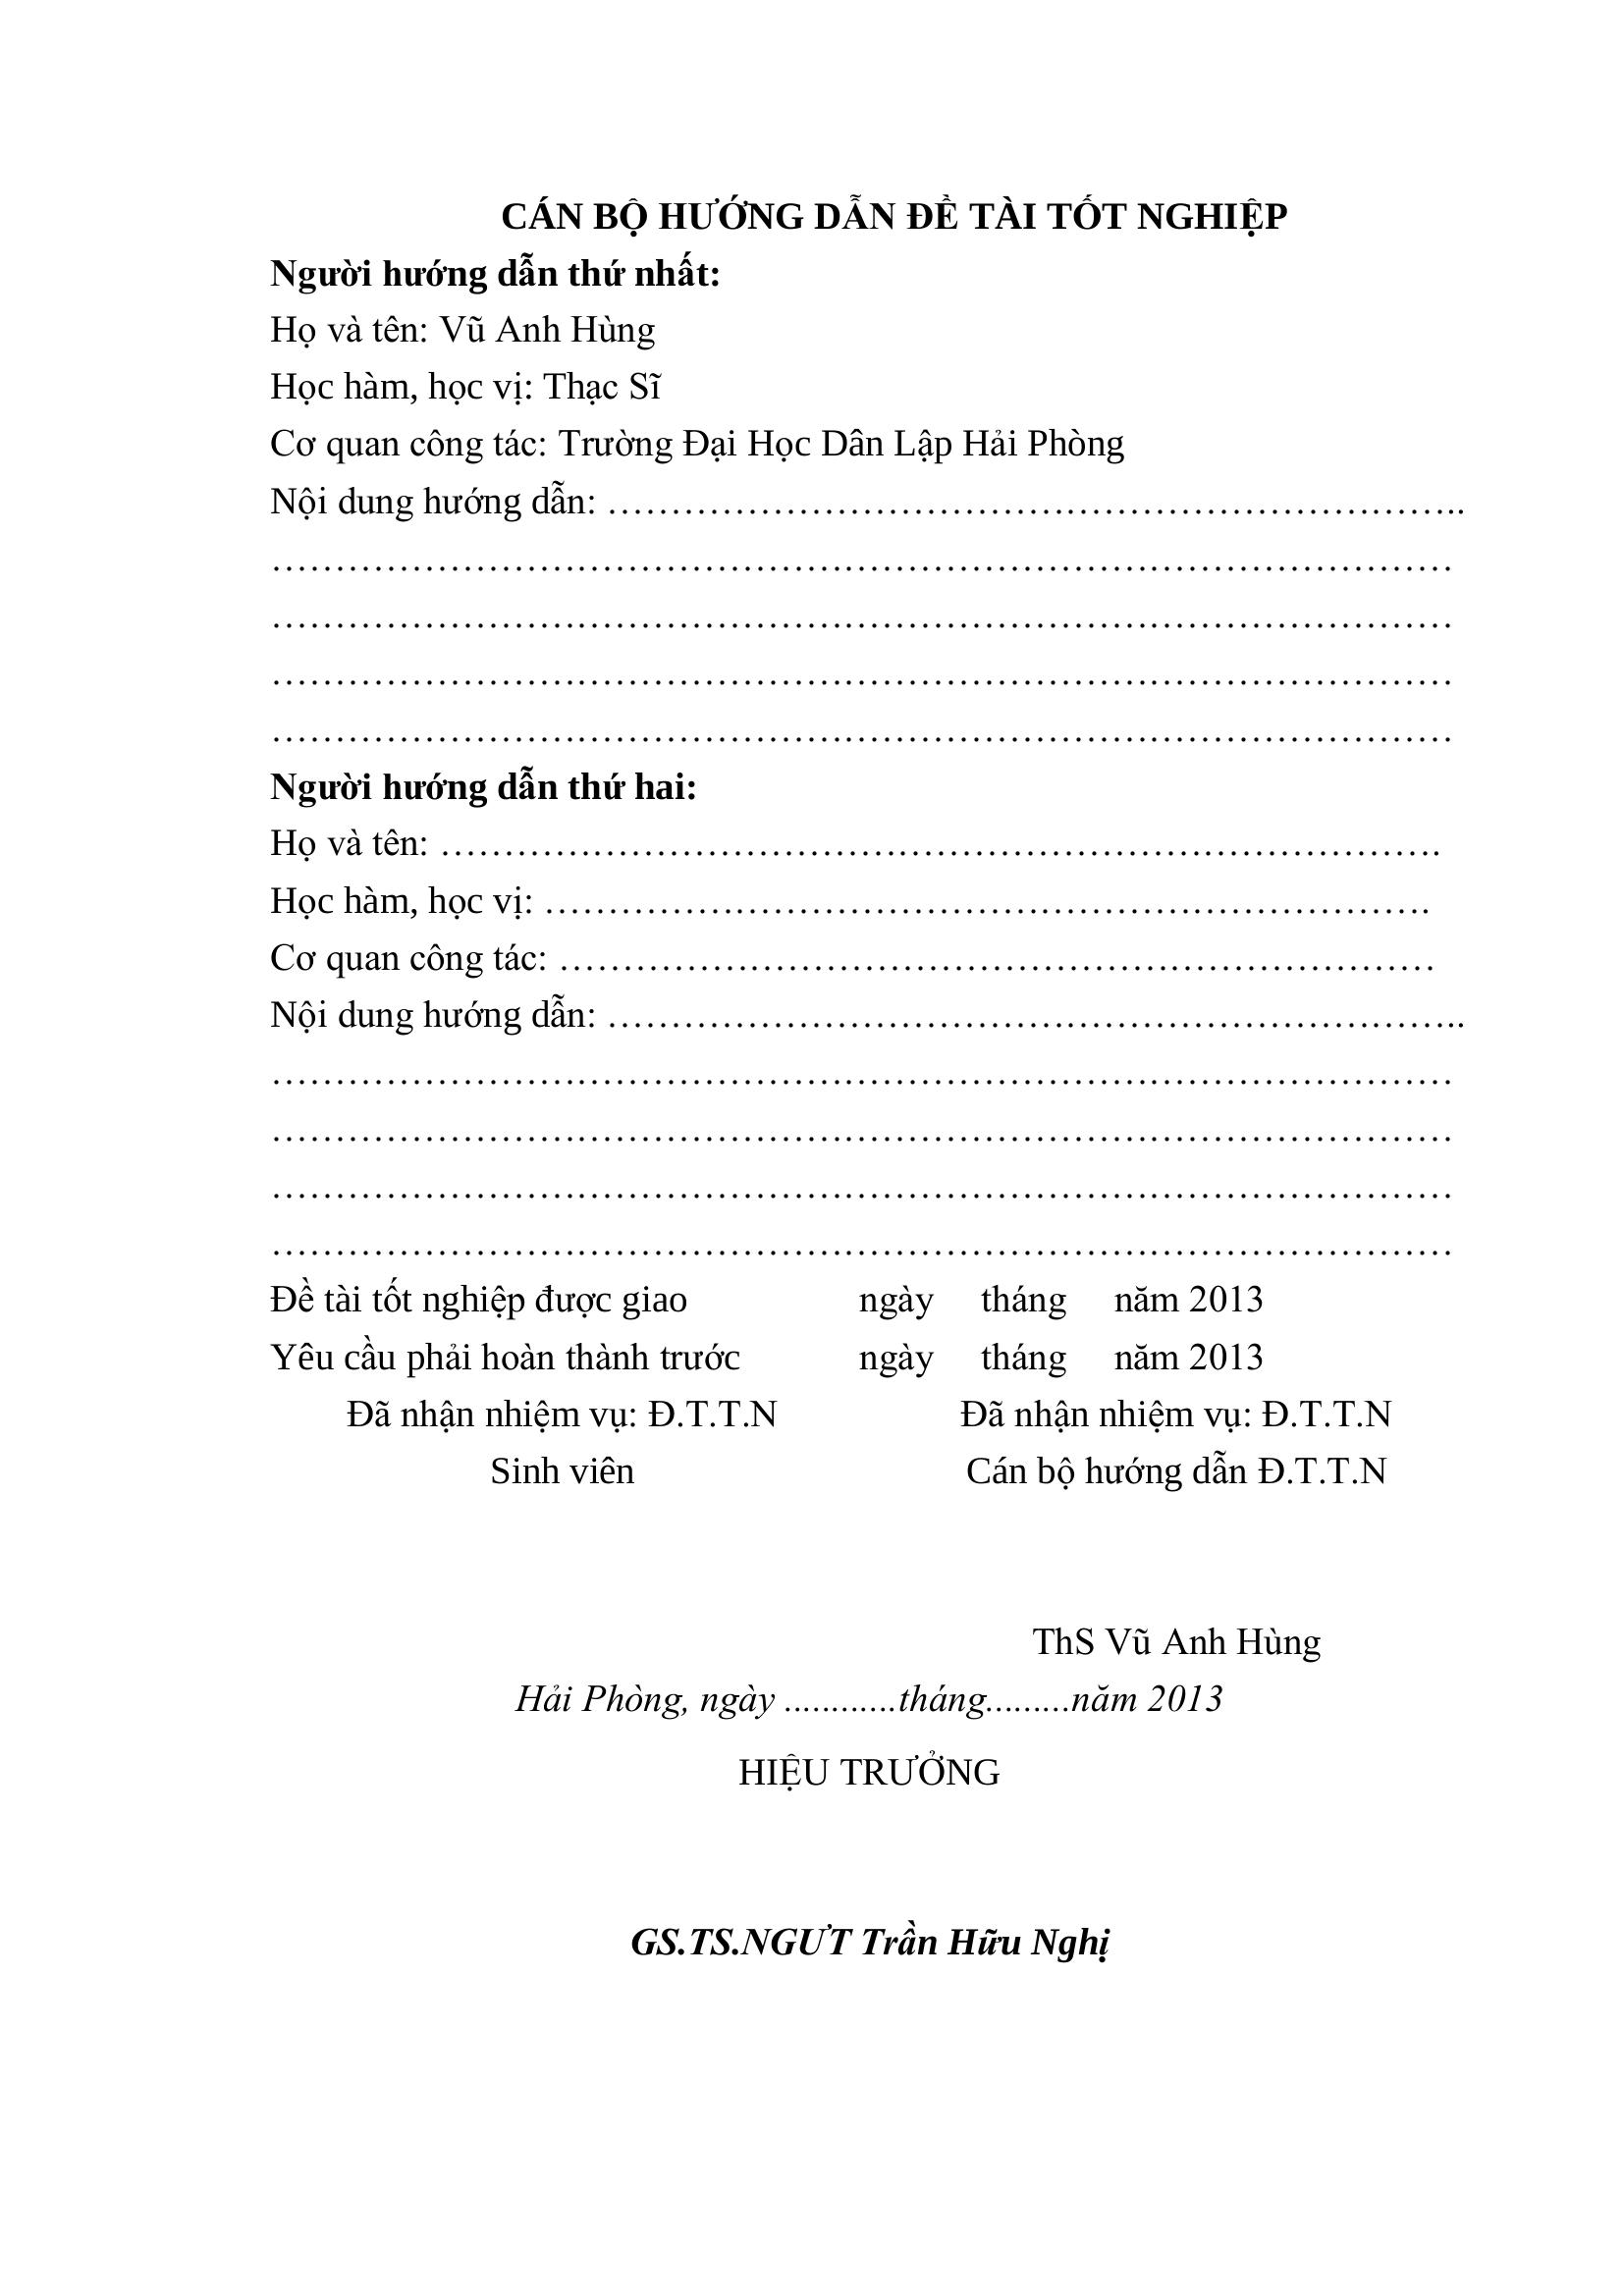 CÁN BỘ HƯỚNG DẪN ĐỀ TÀI TỐT NGHIỆP
Người hướng dẫn thứ nhất:
Họ và tên: Vũ Anh Hùng
Học hàm, học vị: Thạc Sĩ
Cơ quan công tác: Trường Đại Học Dân Lập Hải Phòng
Nội dung hướng dẫn: …………………………………………………………..
…………………………………………………………………………………
…………………………………………………………………………………
…………………………………………………………………………………
…………………………………………………………………………………
Người hướng dẫn thứ hai:
Họ và tên: …………………………………………………………………….
Học hàm, học vị: …………………………………………………………….
Cơ quan công tác: ……………………………………………………………
Nội dung hướng dẫn: …………………………………………………………..
…………………………………………………………………………………
…………………………………………………………………………………
…………………………………………………………………………………
…………………………………………………………………………………
Đề tài tốt nghiệp được giao ngày tháng năm 2013
Yêu cầu phải hoàn thành trước ngày tháng năm 2013
Đã nhận nhiệm vụ: Đ.T.T.N Đã nhận nhiệm vụ: Đ.T.T.N
Sinh viên Cán bộ hướng dẫn Đ.T.T.N
ThS Vũ Anh Hùng
Hải Phòng, ngày ............tháng.........năm 2013
HIỆU TRƯỞNG
GS.TS.NGƯT Trần Hữu Nghị